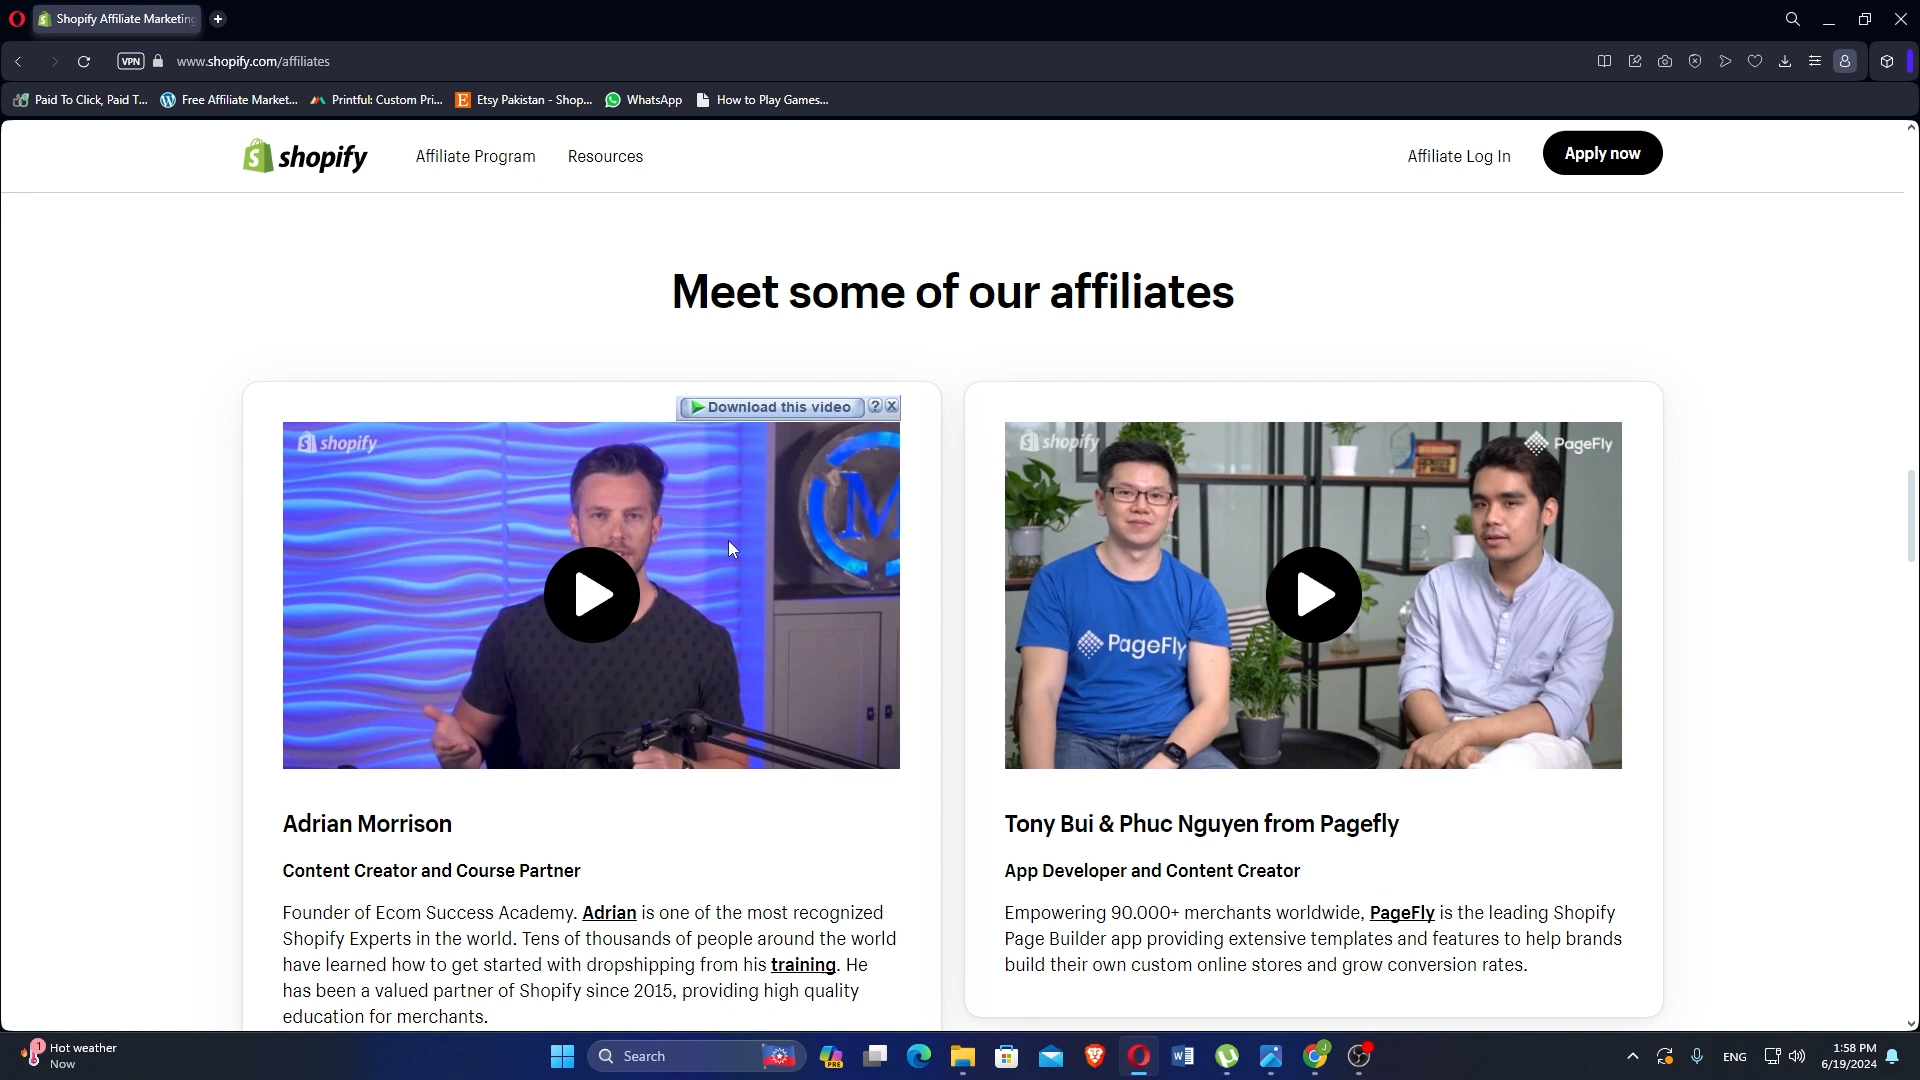 Shopify Affiliate Marketing
VPN
www.shopify.com/affiliates
Paid To Click, Paid T...
Free Affiliate Market...
Printful: Custom Pri...
Etsy Pakistan - Shop...
WhatsApp
How to Play Games...
shopify
Affiliate Program
Resources
Affiliate Log In
Apply now
Meet some of our affiliates
Download this video
?
X
shopify
M
shopify
GENIUS
AT WORK
PageFly
PageFly
Adrian Morrison
Content Creator and Course Partner
Founder of Ecom Success Academy. Adrian is one of the most recognized
Shopify Experts in the world. Tens of thousands of people around the world
have learned how to get started with dropshipping from his training. He
has been a valued partner of Shopify since 2015, providing high quality
education for merchants.
Tony Bui & Phuc Nguyen from Pagefly
App Developer and Content Creator
Empowering 90.000+ merchants worldwide, PageFly is the leading Shopify
Page Builder app providing extensive templates and features to help brands
build their own custom online stores and grow conversion rates.
1
Hot weather
Now
Search
PRE
J
ENG
1:58 PM
6/19/2024